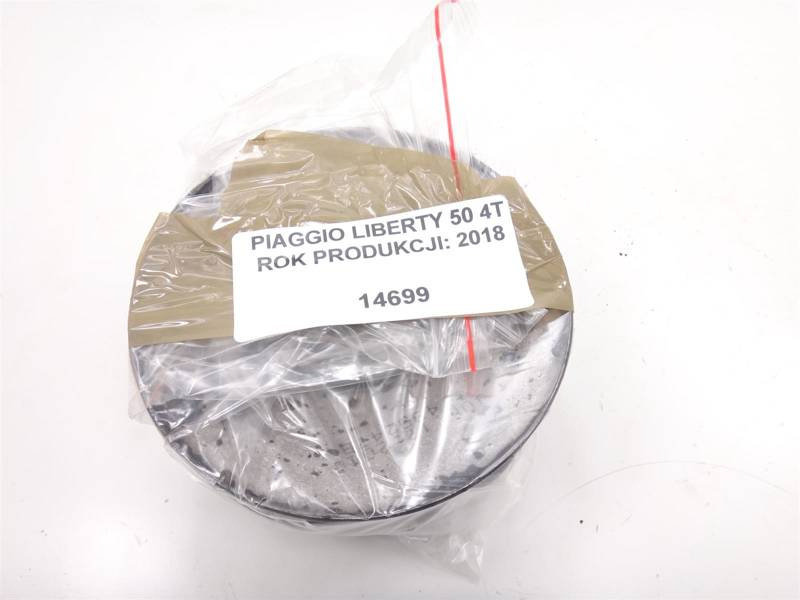 PIAGGIO LIBERTY 50 4T
ROK PRODUKCJI: 2018
14699